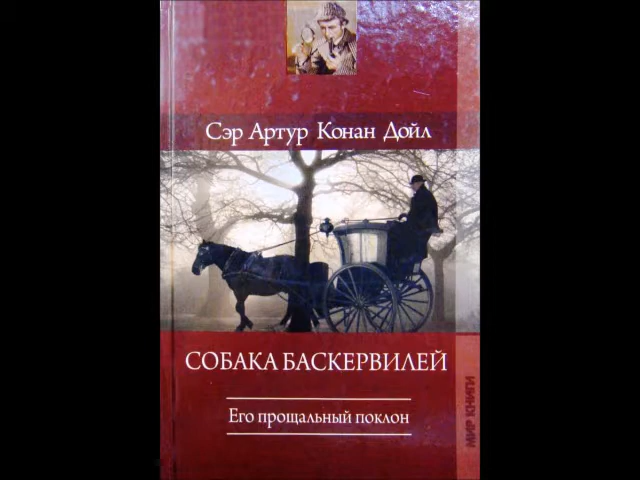 Сэр Артур Конан Дойл
СОБАКА БАСКЕРВИЛЕЙ
Его прощальный поклон
МИР КНИГИ